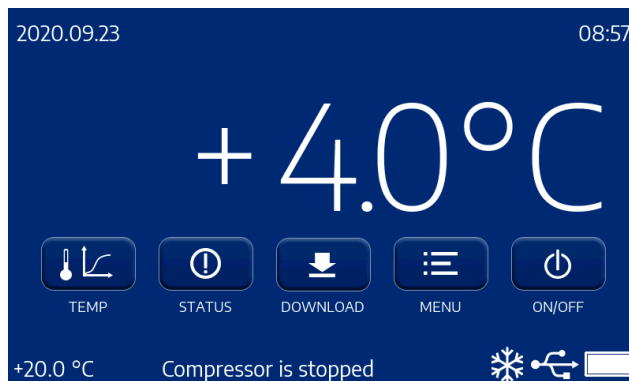 2020.09.23 08:57
+4.0°C
TEMP STATUS DOWNLOAD MENU ON/OFF
+20.0 °C Compressor is stopped